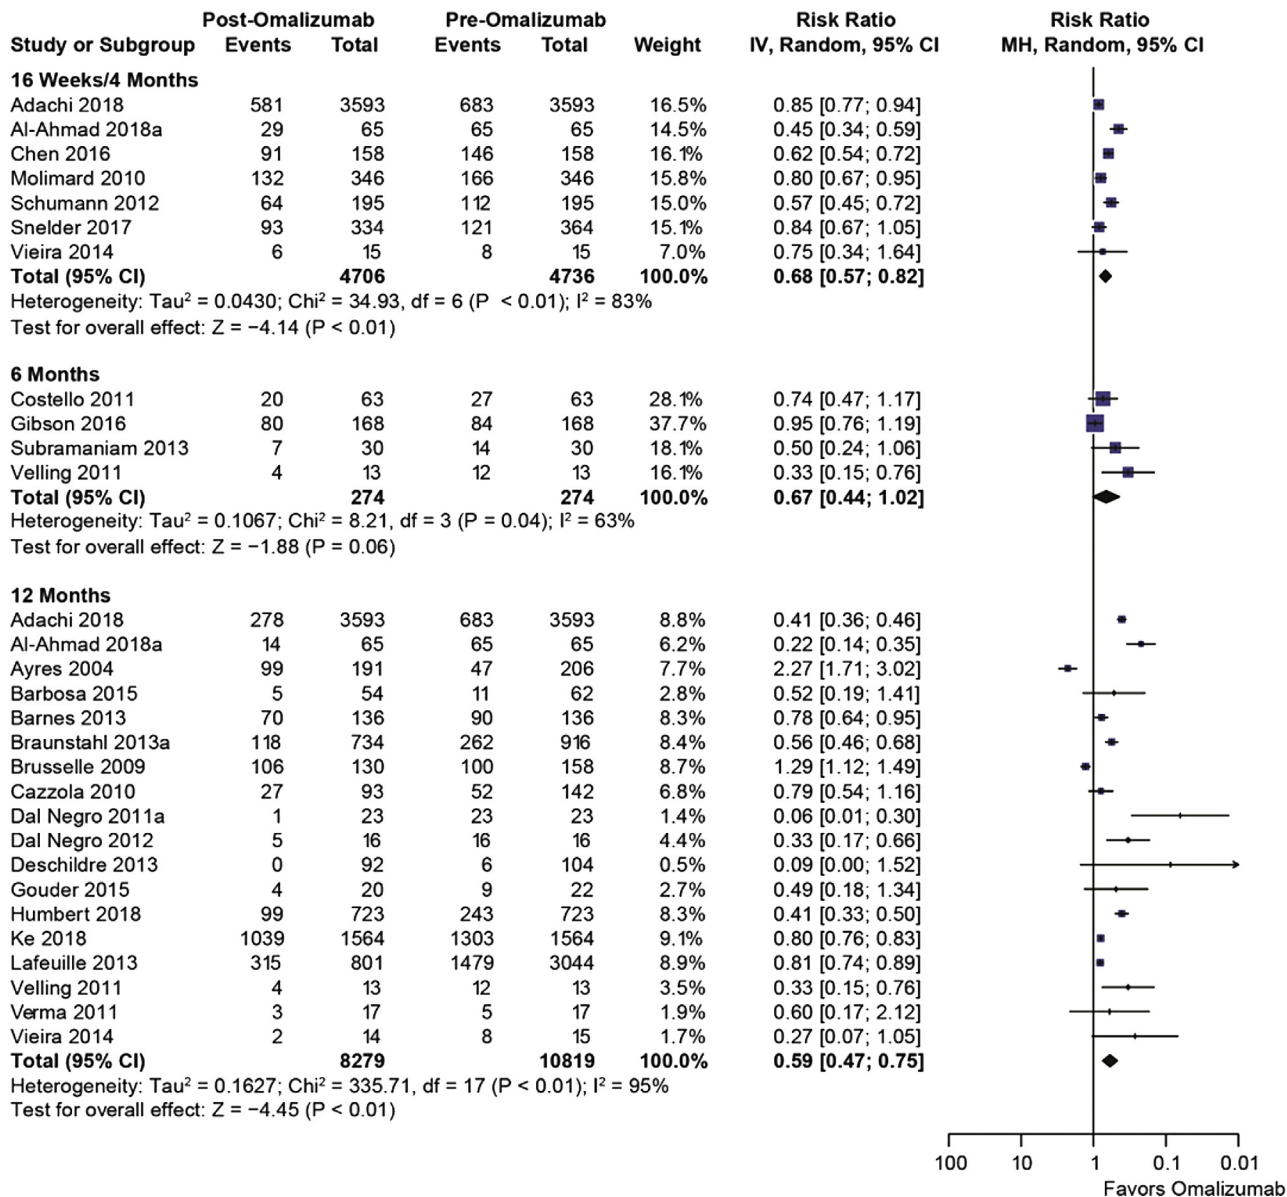 Post-Omalizumab Pre-Omalizumab Risk Ratio Risk Ratio
Study or Subgroup Events Total Events Total Weight IV, Random, 95% CI MH, Random, 95% CI
16 Weeks/4 Months
Adachi 2018 581 3593 683 3593 16.5% 0.85 [0.77; 0.94]
Al-Ahmad 2018a 29 65 65 65 14.5% 0.45 [0.34; 0.59]
Chen 2016 91 158 146 158 16.1% 0.62 [0.54; 0.72]
Molimard 2010 132 346 166 346 15.8% 0.80 [0.67; 0.95]
Schumann 2012 64 195 112 195 15.0% 0.57 [0.45; 0.72]
Snelder 2017 93 334 121 364 15.1% 0.84 [0.67; 1.05]
Vieira 2014 6 15 8 15 7.0% 0.75 [0.34; 1.64]
Total (95% CI) 4706 4736 100.0% 0.68 [0.57; 0.82]
Heterogeneity: Tau² = 0.0430; Chi² = 34.93, df = 6 (P < 0.01); I² = 83%
Test for overall effect: Z = −4.14 (P < 0.01)
6 Months
Costello 2011 20 63 27 63 28.1% 0.74 [0.47; 1.17]
Gibson 2016 80 168 84 168 37.7% 0.95 [0.76; 1.19]
Subramaniam 2013 7 30 14 30 18.1% 0.50 [0.24; 1.06]
Velling 2011 4 13 12 13 16.1% 0.33 [0.15; 0.76]
Total (95% CI) 274 274 100.0% 0.67 [0.44; 1.02]
Heterogeneity: Tau² = 0.1067; Chi² = 8.21, df = 3 (P = 0.04); I² = 63%
Test for overall effect: Z = −1.88 (P = 0.06)
12 Months
Adachi 2018 278 3593 683 3593 8.8% 0.41 [0.36; 0.46]
Al-Ahmad 2018a 14 65 65 65 6.2% 0.22 [0.14; 0.35]
Ayres 2004 99 191 47 206 7.7% 2.27 [1.71; 3.02]
Barbosa 2015 5 54 11 62 2.8% 0.52 [0.19; 1.41]
Barnes 2013 70 136 90 136 8.3% 0.78 [0.64; 0.95]
Braunstahl 2013a 118 734 262 916 8.4% 0.56 [0.46; 0.68]
Brusselle 2009 106 130 100 158 8.7% 1.29 [1.12; 1.49]
Cazzola 2010 27 93 52 142 6.8% 0.79 [0.54; 1.16]
Dal Negro 2011a 1 23 23 23 1.4% 0.06 [0.01; 0.30]
Dal Negro 2012 5 16 16 16 4.4% 0.33 [0.17; 0.66]
Deschildre 2013 0 92 6 104 0.5% 0.09 [0.00; 1.52]
Gouder 2015 4 20 9 22 2.7% 0.49 [0.18; 1.34]
Humbert 2018 99 723 243 723 8.3% 0.41 [0.33; 0.50]
Ke 2018 1039 1564 1303 1564 9.1% 0.80 [0.76; 0.83]
Lafeuille 2013 315 801 1479 3044 8.9% 0.81 [0.74; 0.89]
Velling 2011 4 13 12 13 3.5% 0.33 [0.15; 0.76]
Verma 2011 3 17 5 17 1.9% 0.60 [0.17; 2.12]
Vieira 2014 2 14 8 15 1.7% 0.27 [0.07; 1.05]
Total (95% CI) 8279 10819 100.0% 0.59 [0.47; 0.75]
Heterogeneity: Tau² = 0.1627; Chi² = 335.71, df = 17 (P < 0.01); I² = 95%
Test for overall effect: Z = −4.45 (P < 0.01)
100 10 1 0.1 0.01
Favors Omalizumab